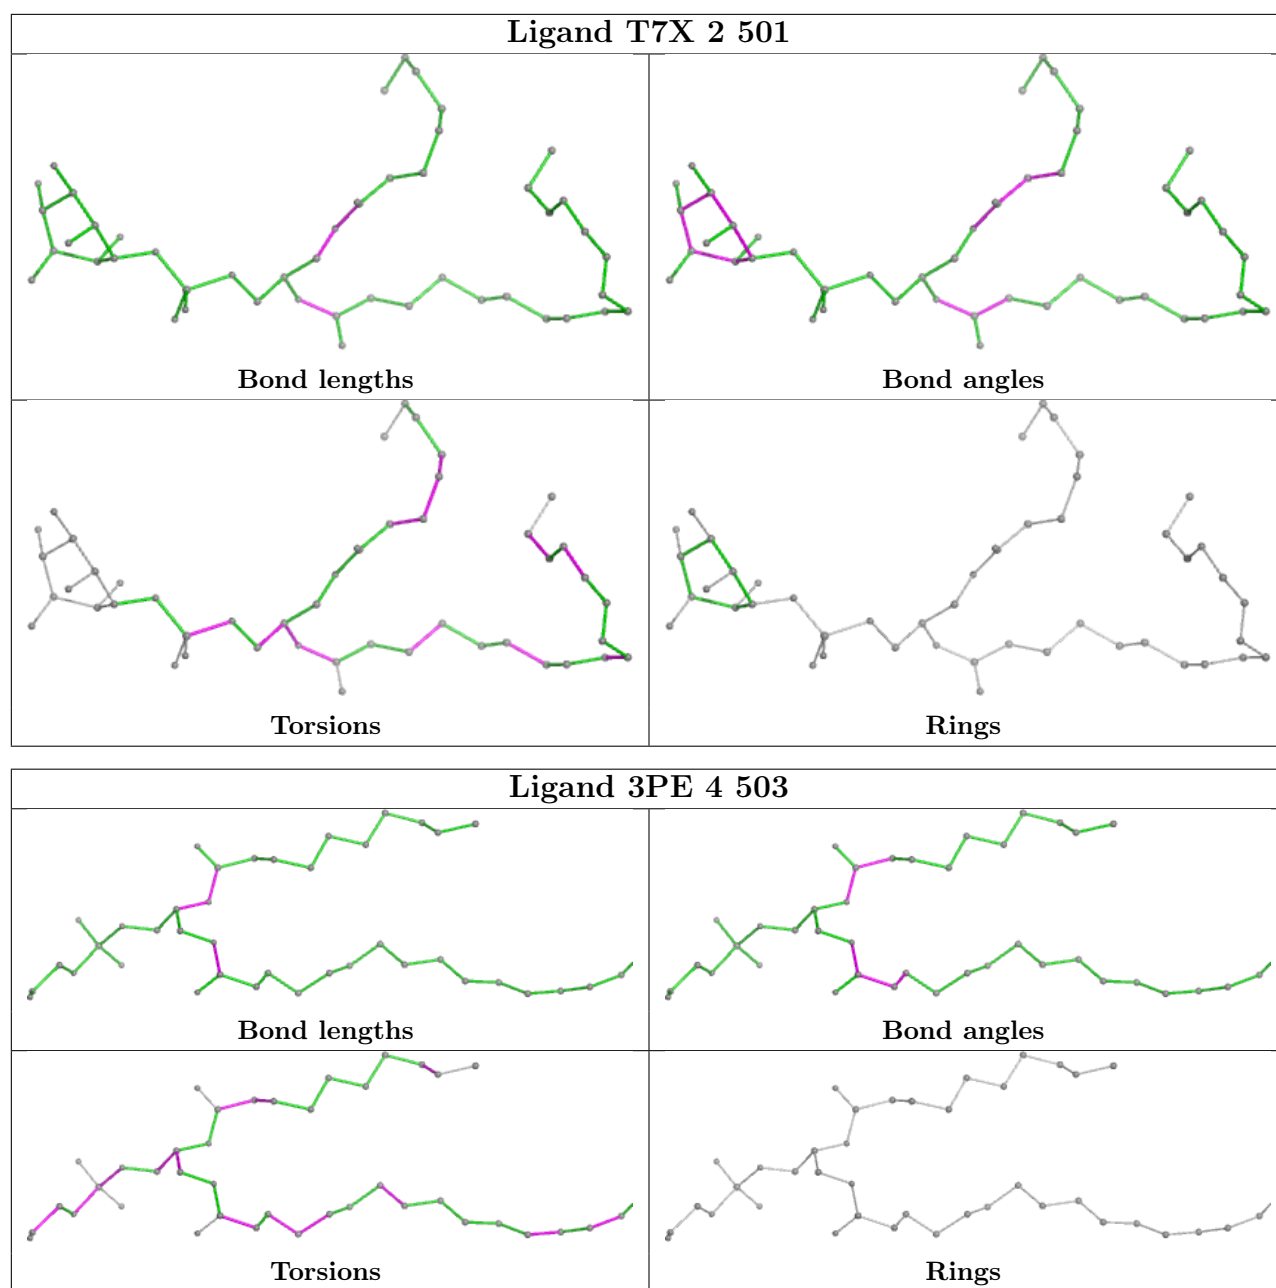 Ligand T7X 2 501
Bond lengths
Bond angles
Torsions
Rings
Ligand 3PE 4 503
Bond lengths
Bond angles
Torsions
Rings